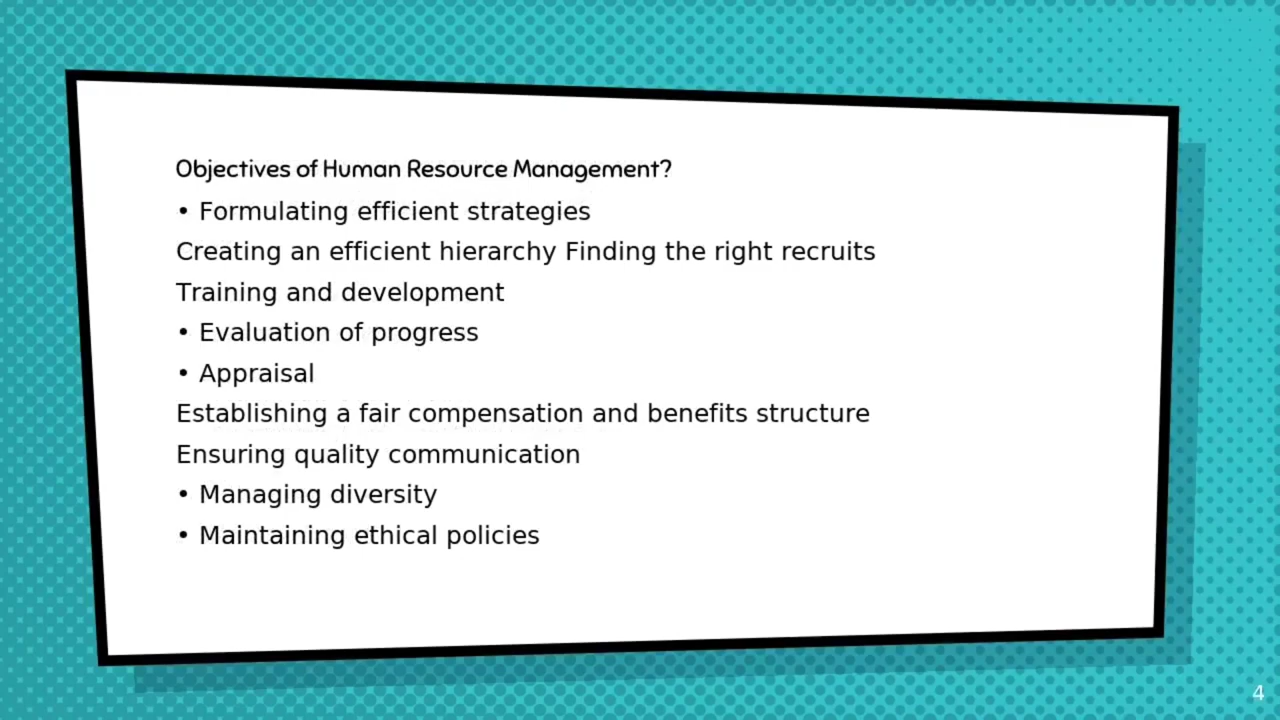 Objectives of Human Resource Management?
• Formulating efficient strategies
Creating an efficient hierarchy Finding the right recruits
Training and development
• Evaluation of progress
• Appraisal
Establishing a fair compensation and benefits structure
Ensuring quality communication
• Managing diversity
• Maintaining ethical policies
4